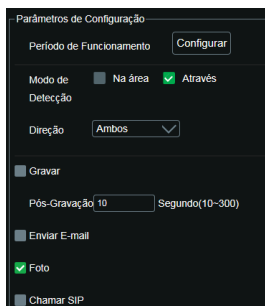 Parâmetros de Configuração
Período de Funcionamento Configurar
Modo de Detecção Na área Através
Direção Ambos
Gravar
Pós-Gravação 10 Segundo(10~300)
Enviar E-mail
Foto
Chamar SIP